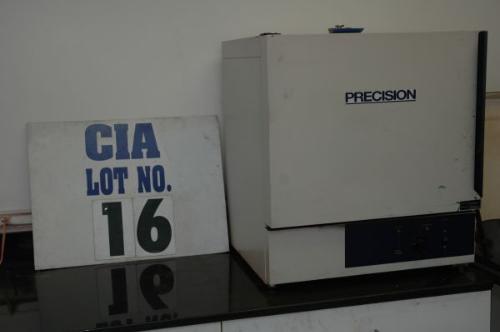 CIA
LOT NO.
16
PRECISION